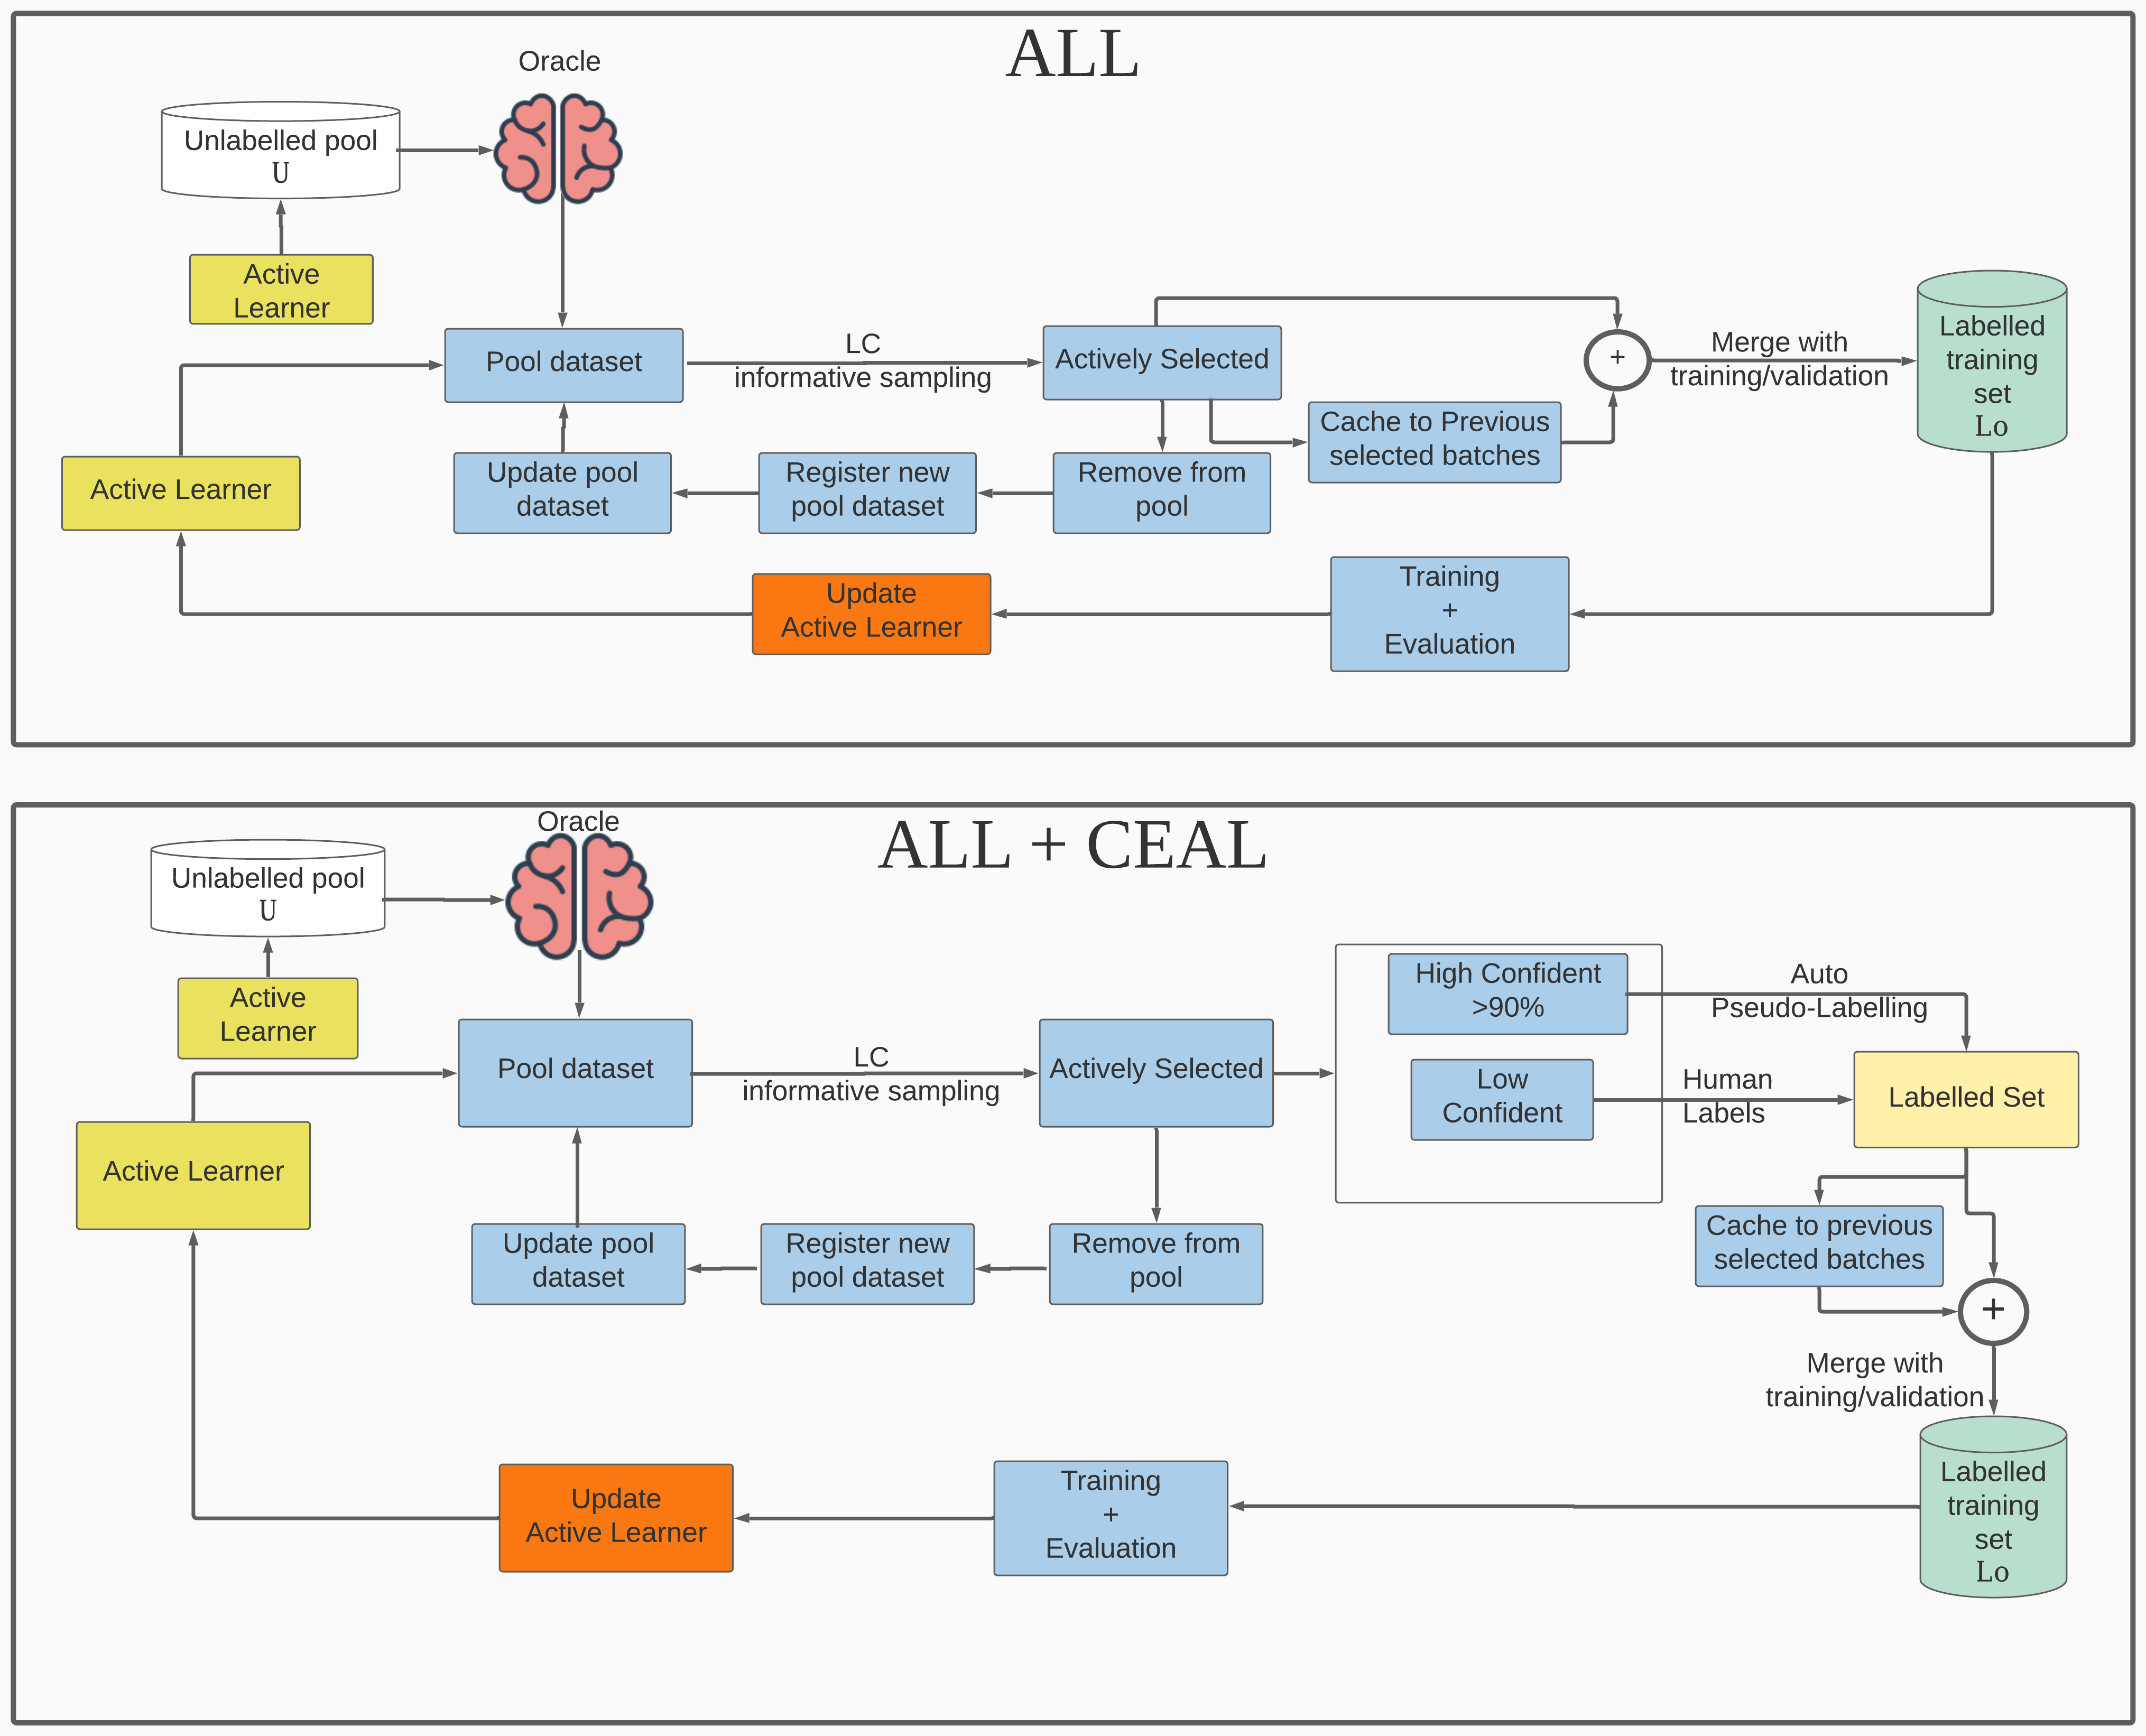 ALL
Oracle
Unlabelled pool
U
Active
Learner
Pool dataset
LC
informative sampling
Actively Selected
+
Merge with
training/validation
Labelled
training
set
Lo
Cache to Previous
selected batches
Active Learner
Update pool
dataset
Register new
pool dataset
Remove from
pool
Update
Active Learner
Training
+
Evaluation
ALL + CEAL
Oracle
Unlabelled pool
U
Active
Learner
Pool dataset
LC
informative sampling
Actively Selected
High Confident
>90%
Auto
Pseudo-Labelling
Low
Confident
Human
Labels
Labelled Set
Active Learner
Update pool
dataset
Register new
pool dataset
Remove from
pool
Cache to previous
selected batches
+
Merge with
training/validation
Labelled
training
set
Lo
Update
Active Learner
Training
+
Evaluation